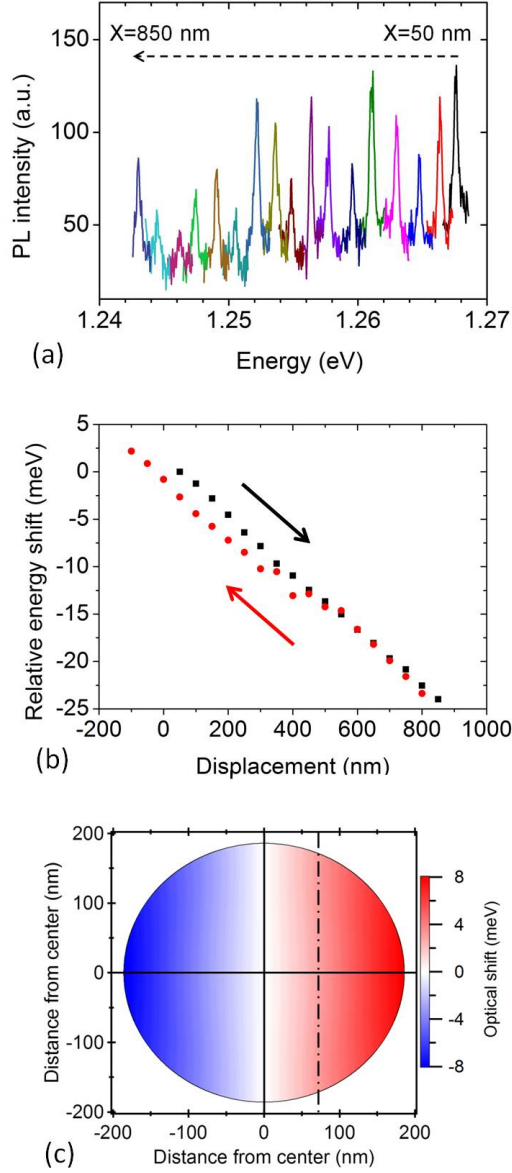 150
X=850 nm X=50 nm
100
50
PL intensity (a.u.)
1.24 1.25 1.26 1.27
Energy (eV)
(a)
5
0
-5
-10
-15
-20
-25
Relative energy shift (meV)
-200 0 200 400 600 800 1000
Displacement (nm)
(b)
200
100
0
-100
-200
Distance from center (nm)
8
4
0
-4
-8
Optical shift (meV)
-200 -100 0 100 200
Distance from center (nm)
(c)